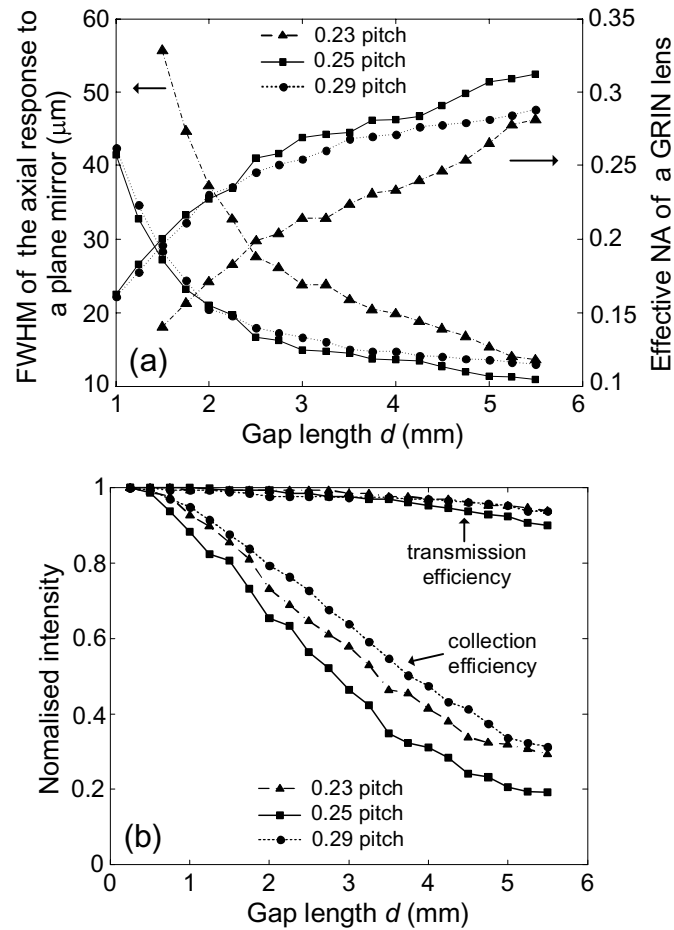 60
50
40
30
20
10
FWHM of the axial response to
a plane mirror (μm)
0.23 pitch
0.25 pitch
0.29 pitch
0.35
0.3
0.25
0.2
0.15
0.1
Effective NA of a GRIN lens
(a)
1
2
3
4
5
6
Gap length d (mm)
1
0.8
0.6
0.4
0.2
0
Nomalised intensity
transmission
efficiency
collection
efficiency
0.23 pitch
0.25 pitch
0.29 pitch
(b)
0
1
2
3
4
5
6
Gap length d (mm)